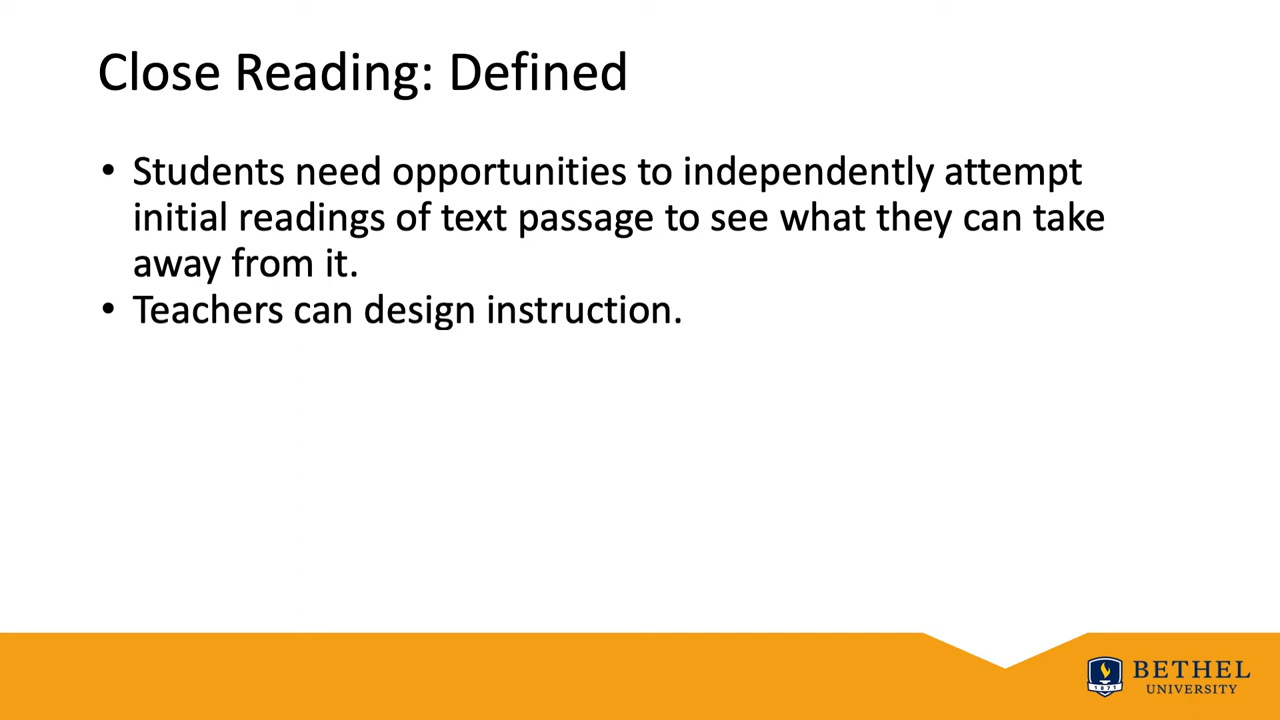 Close Reading: Defined
• Students need opportunities to independently attempt
initial readings of text passage to see what they can take
away from it.
• Teachers can design instruction.
1871
BETHEL
UNIVERSITY